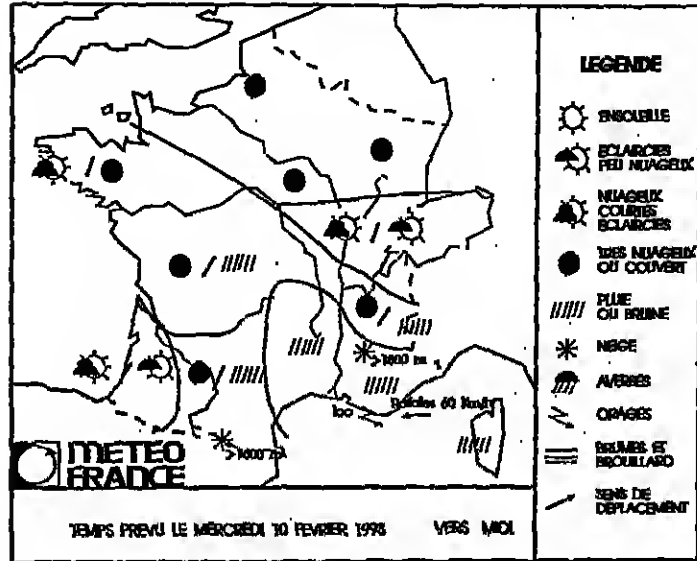 LEGENDE
ENSOLEILLE
ECLAIRCIES
PEU NUAGEUX
NUAGEUX
COURTES
ECLAIRCIES
TRES NUAGEUX
OU COUVERT
PLUIE
OU BRUINE
NEIGE
AVERSES
ORAGES
BRUMES ET
BROUILLARD
SENS DE
DEPLACEMENT
>1800 m
100
Rafales 60 Km/h
METEO
FRANCE
TEMPS PREVU LE MERCREDI 10 FEVRIER 1993 VERS MIDI